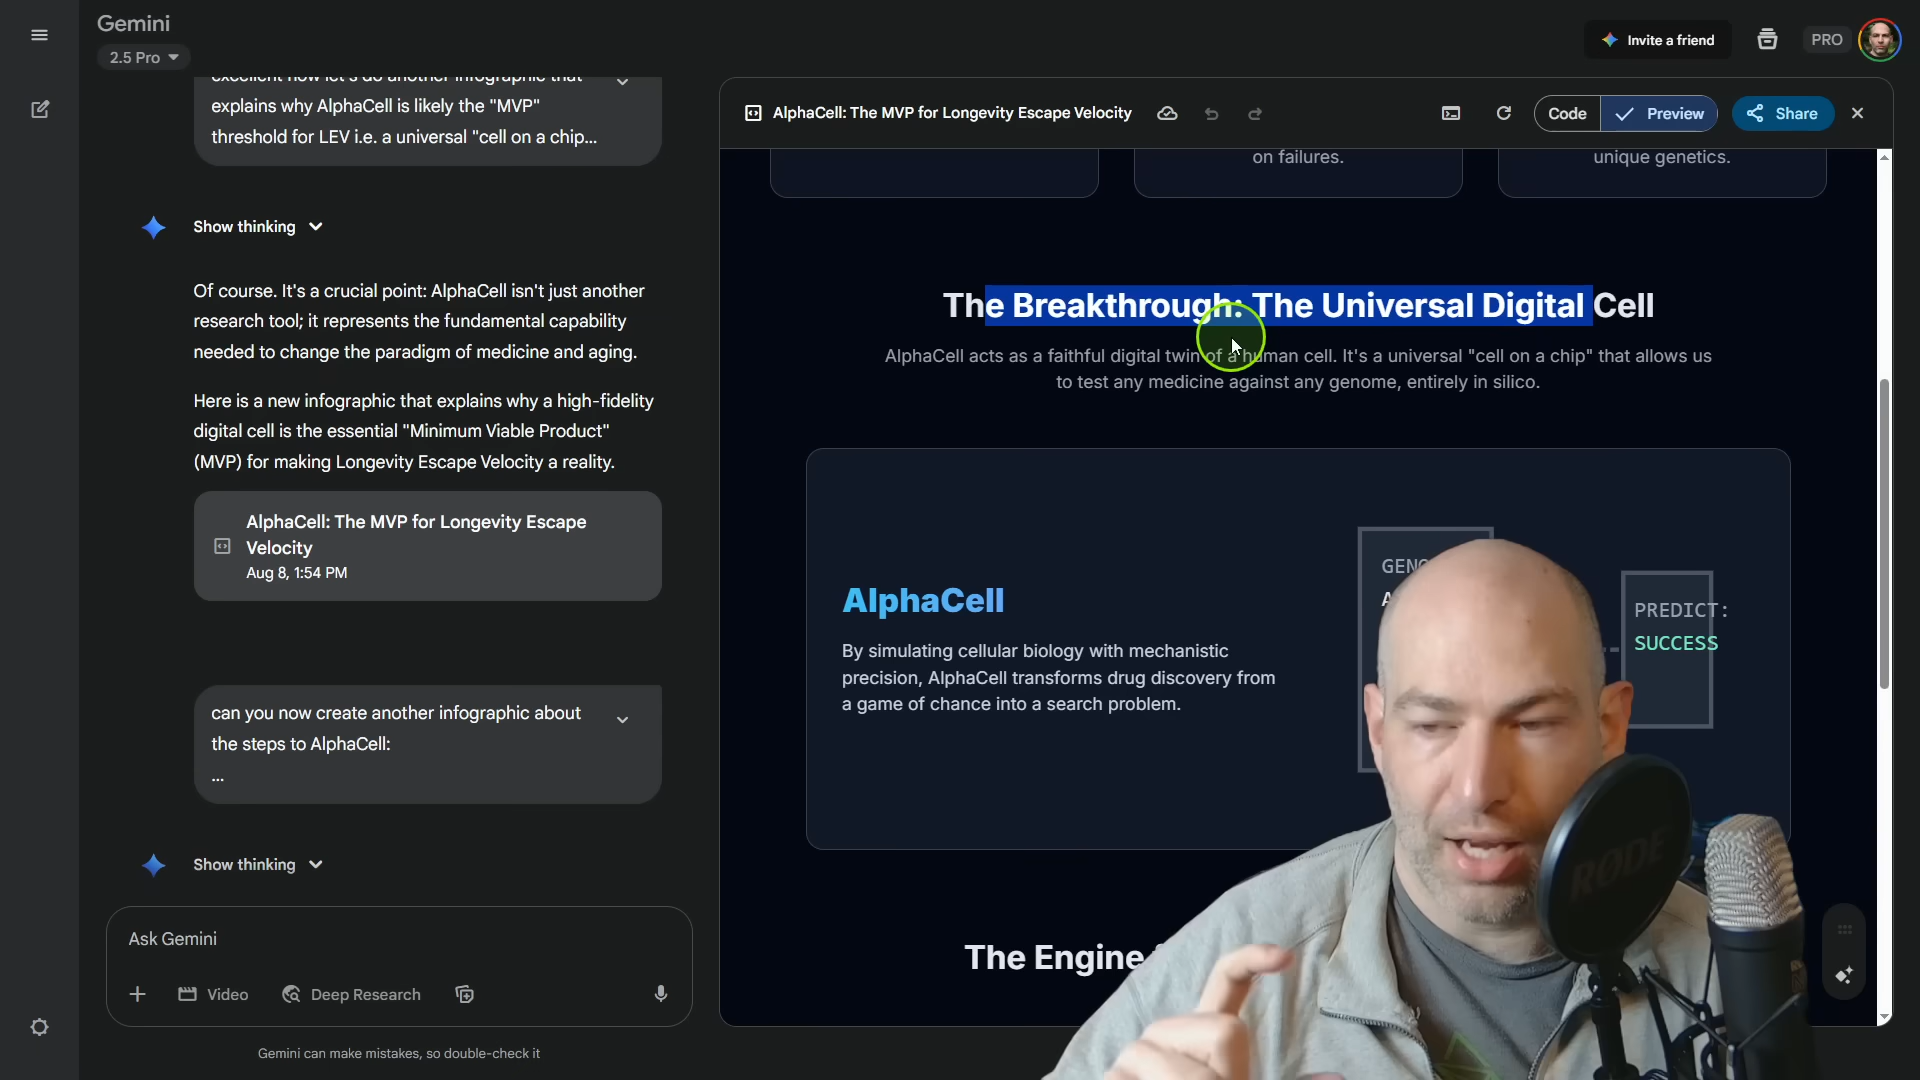 Gemini
2.5 Pro
Invite a friend
PRO
explains why AlphaCell is likely the "MVP"
threshold for LEV i.e. a universal "cell on a chip...
Show thinking
Of course. It's a crucial point: AlphaCell isn't just another
research tool; it represents the fundamental capability
needed to change the paradigm of medicine and aging.
Here is a new infographic that explains why a high-fidelity
digital cell is the essential "Minimum Viable Product"
(MVP) for making Longevity Escape Velocity a reality.
AlphaCell: The MVP for Longevity Escape
Velocity
Aug 8, 1:54 PM
can you now create another infographic about
the steps to AlphaCell:
...
Show thinking
Ask Gemini
Video
Deep Research
Gemini can make mistakes, so double-check it
AlphaCell: The MVP for Longevity Escape Velocity
Code
Preview
Share
on failures.
unique genetics.
The Breakthrough: The Universal Digital Cell
AlphaCell acts as a faithful digital twin of a human cell. It's a universal "cell on a chip" that allows us
to test any medicine against any genome, entirely in silico.
AlphaCell
By simulating cellular biology with mechanistic
precision, AlphaCell transforms drug discovery from
a game of chance into a search problem.
PREDICT:
SUCCESS
The Engine
RØDE